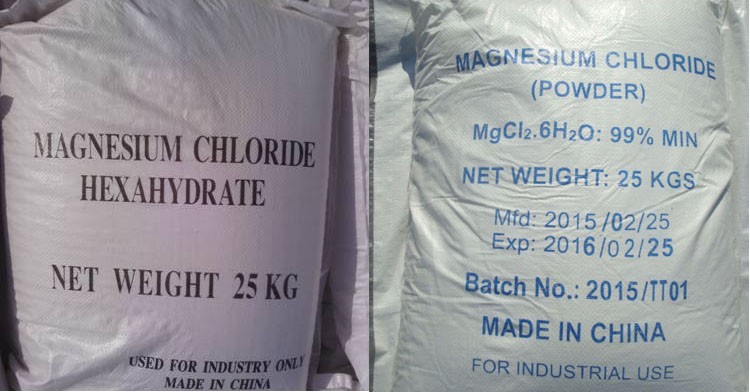 MAGNESIUM CHLORIDE
HEXAHYDRATE
NET WEIGHT 25 KG
USED FOR INDUSTRY ONLY
MADE IN CHINA
MAGNESIUM CHLORIDE
(POWDER)
MgCl₂.6H₂O: 99% MIN
NET WEIGHT: 25 KGS
Mfd: 2015/02/25
Exp: 2016/02/25
Batch No.: 2015/TT01
MADE IN CHINA
FOR INDUSTRIAL USE